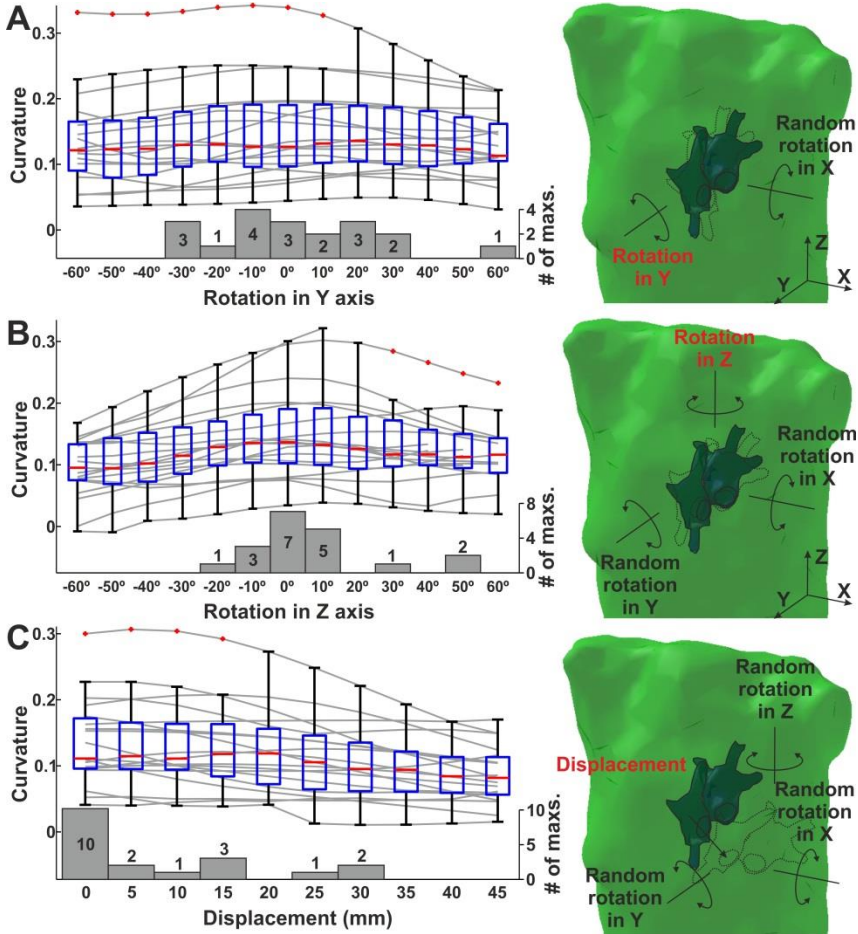 A
Curvature
0.3
0.2
0.1
0
3
1
4
3
2
3
2
1
4
2
0
# of maxs.
-60º -50º -40º -30º -20º -10º 0º 10º 20º 30º 40º 50º 60º
Rotation in Y axis
Random
rotation
in X
Rotation
in Y
Z
Y
X
B
Curvature
0.3
0.2
0.1
0
1
3
7
5
1
2
8
4
0
# of maxs.
-60º -50º -40º -30º -20º -10º 0º 10º 20º 30º 40º 50º 60º
Rotation in Z axis
Rotation
in Z
Random
rotation
in X
Random
rotation
in Y
Z
Y
X
C
Curvature
0.3
0.2
0.1
0
10
2
1
3
1
2
10
5
0
# of maxs.
0 5 10 15 20 25 30 35 40 45
Displacement (mm)
Random
rotation
in Z
Displacement
Random
rotation
in X
Random
rotation
in Y